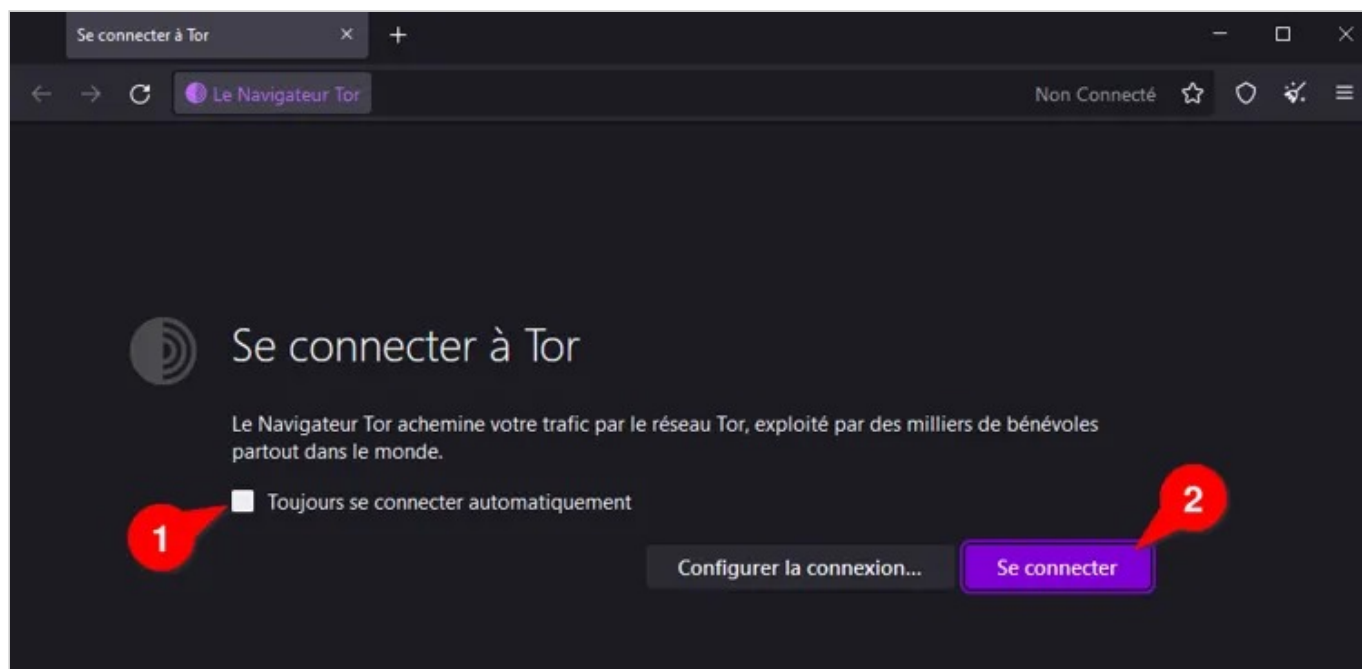 Se connecter à Tor
Le Navigateur Tor
Non Connecté
Se connecter à Tor
Le Navigateur Tor achemine votre trafic par le réseau Tor, exploité par des milliers de bénévoles
partout dans le monde.
Toujours se connecter automatiquement
1
2
Configurer la connexion...
Se connecter